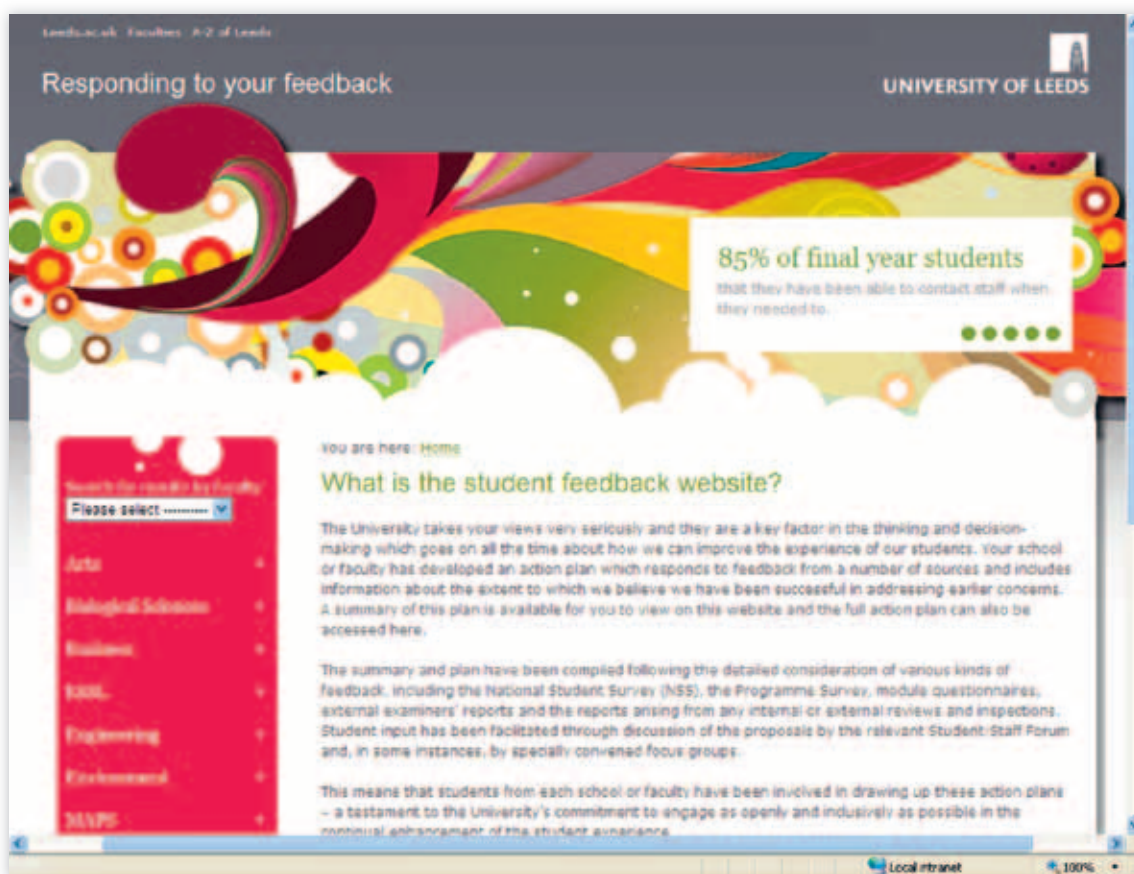 Leeds.ac.uk Faculties A-Z of Leeds
Responding to your feedback
UNIVERSITY OF LEEDS
85% of final year students
that they have been able to contact staff when
they needed to.
You are here: Home
What is the student feedback website?
Search the results by faculty
Please select ----------
The University takes your views very seriously and they are a key factor in the thinking and decision-
making which goes on all the time about how we can improve the experience of our students. Your school
or faculty has developed an action plan which responds to feedback from a number of sources and includes
information about the extent to which we believe we have been successful in addressing earlier concerns.
A summary of this plan is available for you to view on this website and the full action plan can also be
accessed here.
Arts +
Biological Sciences +
Business +
The summary and plan have been compiled following the detailed consideration of various kinds of
feedback, including the National Student Survey (NSS), the Programme Survey, module questionnaires,
external examiners' reports and the reports arising from any internal or external reviews and inspections.
Student input has been facilitated through discussion of the proposals by the relevant Student:Staff Forum
and, in some instances, by specially convened focus groups.
Engineering +
Environment +
MAPS +
This means that students from each school or faculty have been involved in drawing up these action plans
– a testament to the University's commitment to engage as openly and inclusively as possible in the
continual enhancement of the student experience
Local intranet
100%